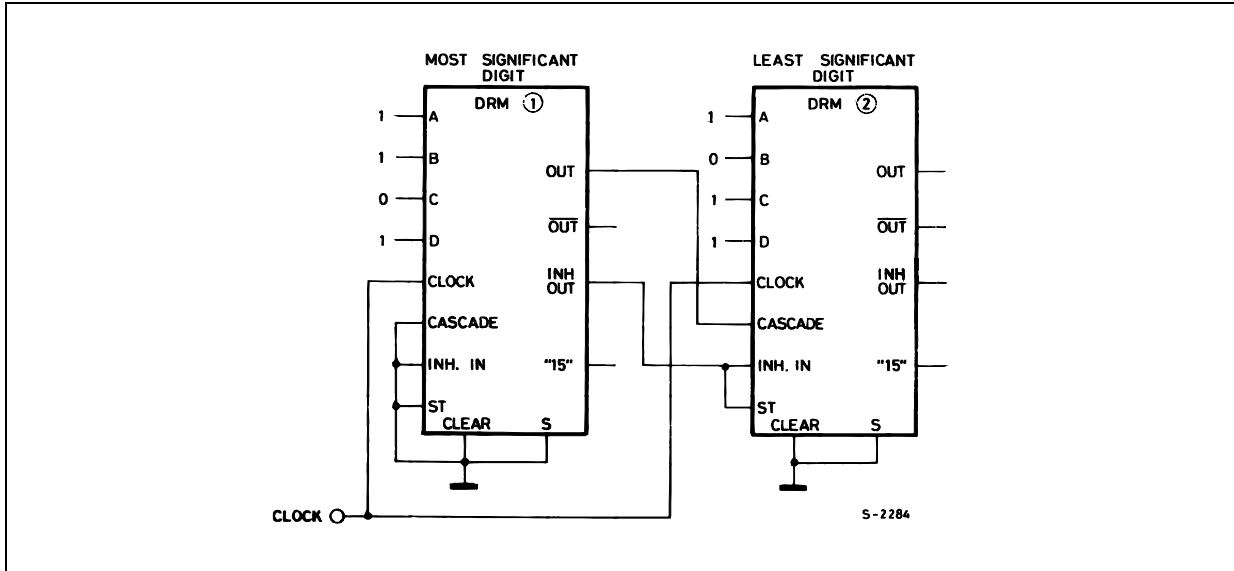 MOST SIGNIFICANT
DIGIT
DRM ①
1 A
1 B
0 C
1 D
CLOCK
CASCADE
INH. IN
ST
CLEAR S
OUT
O̅U̅T̅
INH
OUT
"15"
LEAST SIGNIFICANT
DIGIT
DRM ②
1 A
0 B
1 C
1 D
CLOCK
CASCADE
INH. IN
ST
CLEAR S
OUT
O̅U̅T̅
INH
OUT
"15"
CLOCK
S-2284